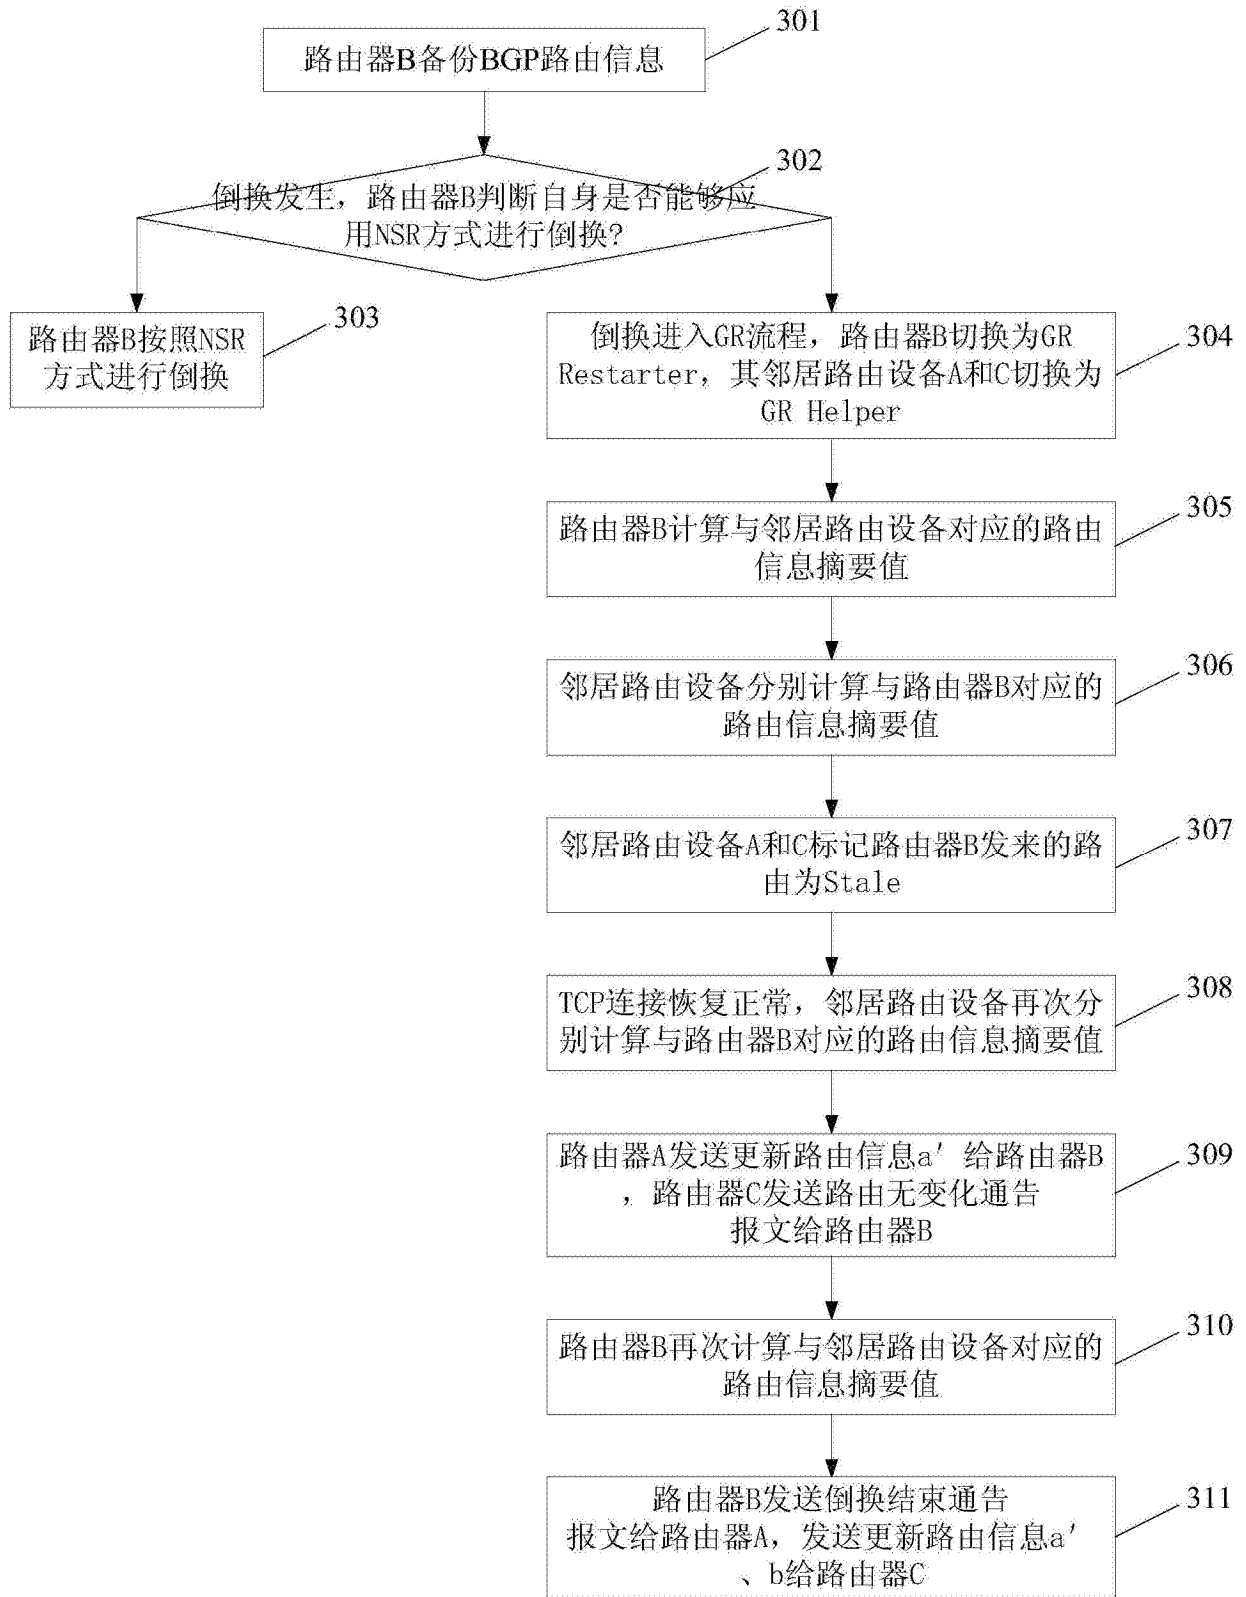 301
路由器B备份BGP路由信息
302
倒换发生，路由器B判断自身是否能够应
用NSR方式进行倒换?
303
路由器B按照NSR
方式进行倒换
304
倒换进入GR流程，路由器B切换为GR
Restarter，其邻居路由设备A和C切换为
GR Helper
305
路由器B计算与邻居路由设备对应的路由
信息摘要值
306
邻居路由设备分别计算与路由器B对应的
路由信息摘要值
307
邻居路由设备A和C标记路由器B发来的路
由为Stale
308
TCP连接恢复正常，邻居路由设备再次分
别计算与路由器B对应的路由信息摘要值
309
路由器A发送更新路由信息a′给路由器B
，路由器C发送路由无变化通告
报文给路由器B
310
路由器B再次计算与邻居路由设备对应的
路由信息摘要值
311
路由器B发送倒换结束通告
报文给路由器A，发送更新路由信息a′
、b给路由器C